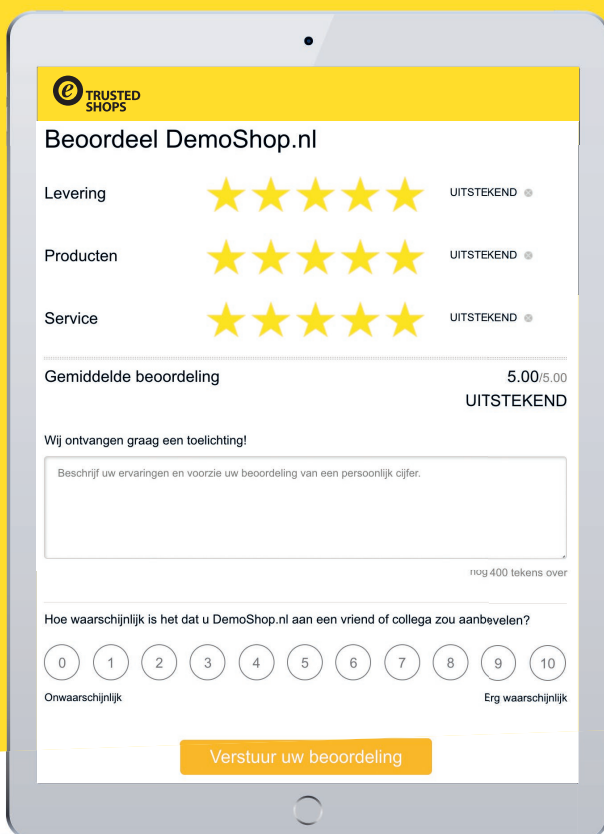 e TRUSTED
SHOPS
Beoordeel DemoShop.nl
Levering UITSTEKEND
Producten UITSTEKEND
Service UITSTEKEND
Gemiddelde beoordeling 5.00/5.00
UITSTEKEND
Wij ontvangen graag een toelichting!
Beschrijf uw ervaringen en voorzie uw beoordeling van een persoonlijk cijfer.
nog 400 tekens over
Hoe waarschijnlijk is het dat u DemoShop.nl aan een vriend of collega zou aanbevelen?
0 1 2 3 4 5 6 7 8 9 10
Onwaarschijnlijk Erg waarschijnlijk
Verstuur uw beoordeling